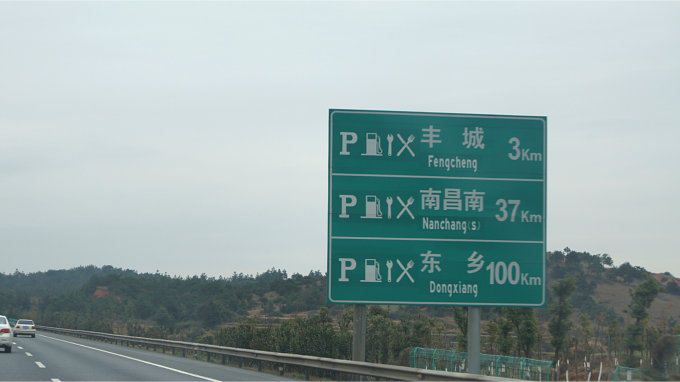 P 丰 城 3Km
Fengcheng
P 南昌南 37Km
Nanchang(s)
P 东 乡 100Km
Dongxiang